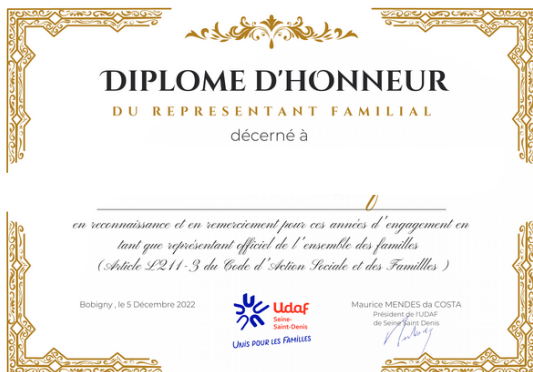 DIPLOME D'HONNEUR
DU REPRESENTANT FAMILIAL
décerné à
en reconnaissance et en remerciement pour ces années d'engagement en
tant que représentant officiel de l'ensemble des familles
(Article L211-3 du Code d'Action Sociale et des Familles )
Bobigny , le 5 Décembre 2022
Udaf
Seine-
Saint-Denis
UNIS POUR LES FAMILLES
Maurice MENDES da COSTA
Président de l'UDAF
de Seine Saint Denis